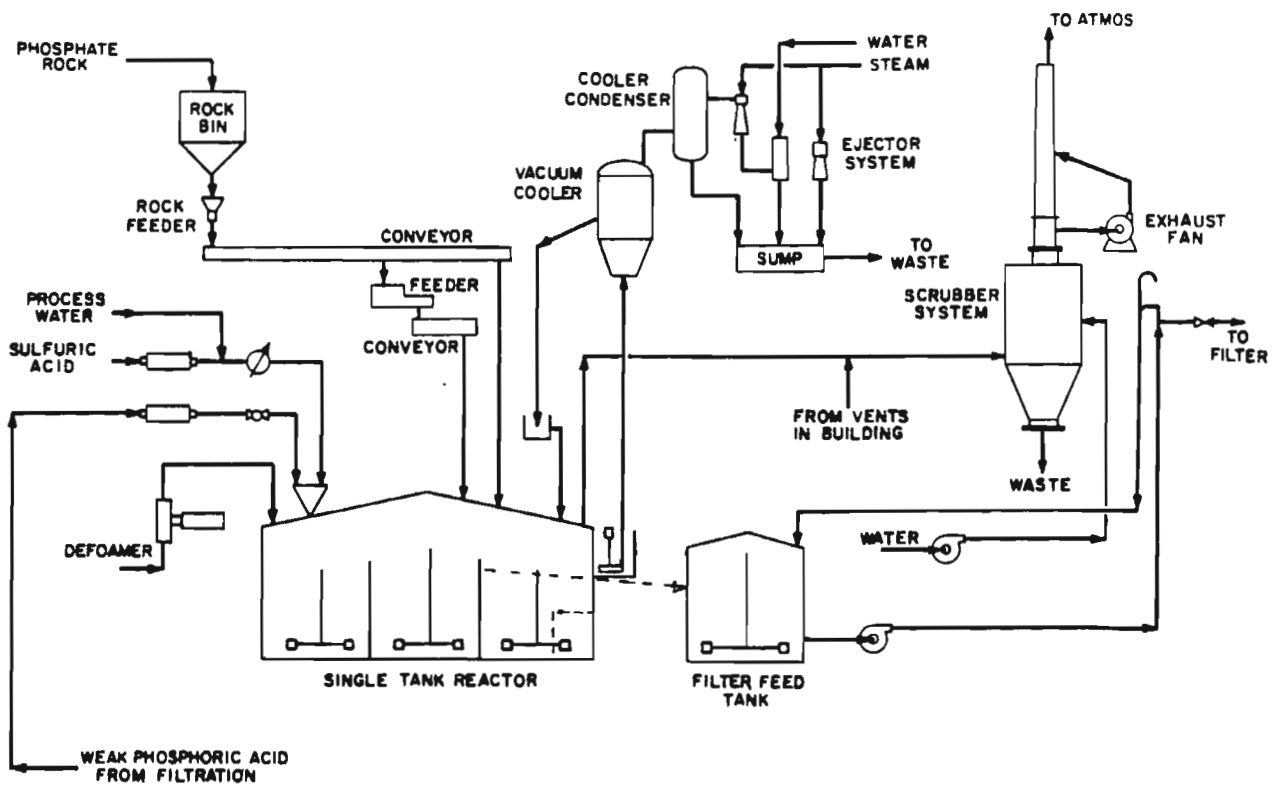 PHOSPHATE
ROCK
ROCK
BIN
ROCK
FEEDER
CONVEYOR
FEEDER
CONVEYOR
PROCESS
WATER
SULFURIC
ACID
DEFOAMER
WEAK PHOSPHORIC ACID
FROM FILTRATION
SINGLE TANK REACTOR
VACUUM
COOLER
COOLER
CONDENSER
WATER
STEAM
EJECTOR
SYSTEM
SUMP
TO
WASTE
TO ATMOS
EXHAUST
FAN
SCRUBBER
SYSTEM
TO
FILTER
FROM VENTS
IN BUILDING
WASTE
WATER
FILTER FEED
TANK